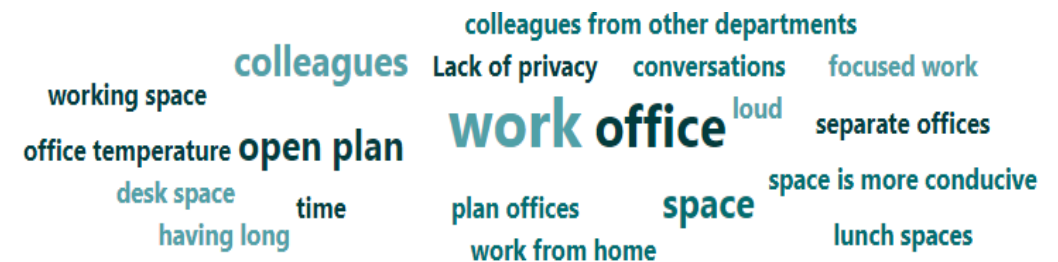 colleagues from other departments
colleagues Lack of privacy conversations focused work
working space
work office loud separate offices
office temperature open plan
space is more conducive
desk space time plan offices space
having long work from home lunch spaces